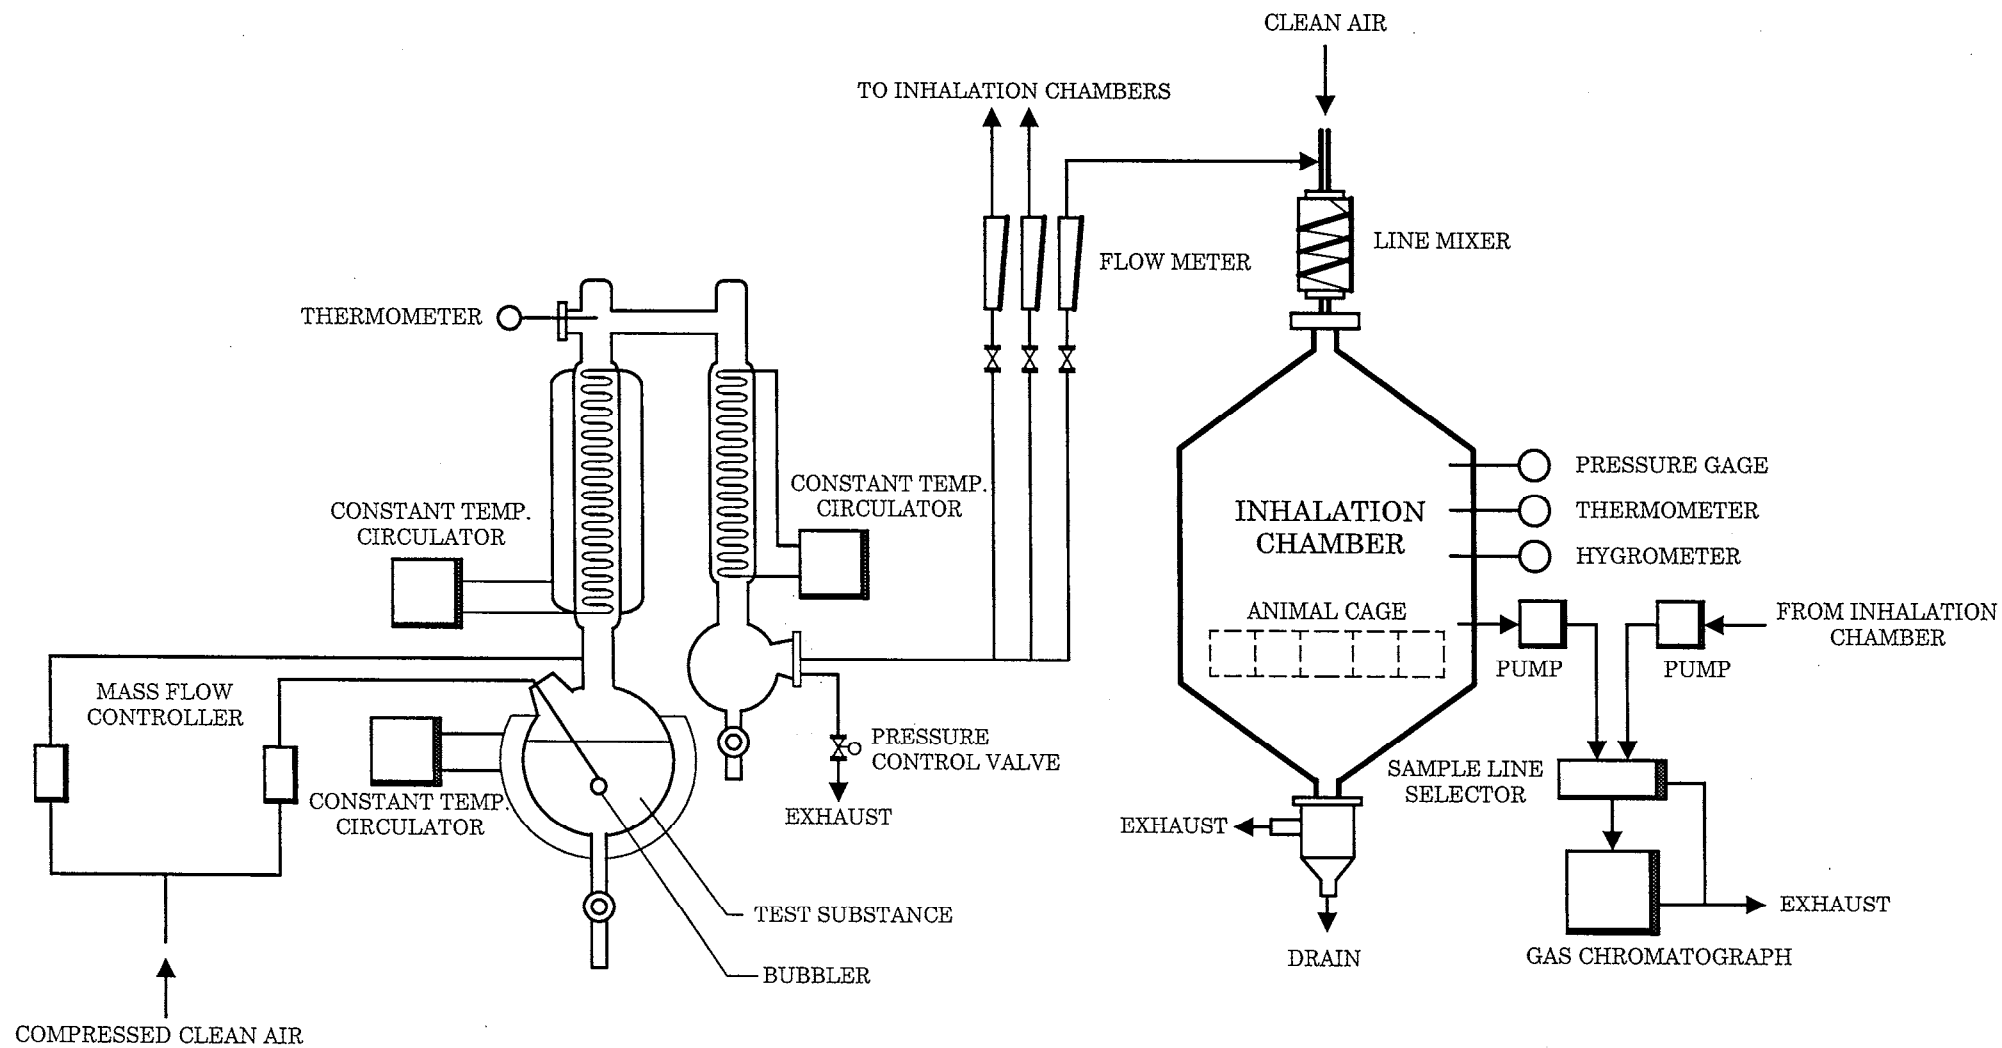 CLEAN AIR
TO INHALATION CHAMBERS
LINE MIXER
FLOW METER
THERMOMETER
PRESSURE GAGE
CONSTANT TEMP.
CIRCULATOR
CONSTANT TEMP.
CIRCULATOR
INHALATION
CHAMBER
THERMOMETER
HYGROMETER
ANIMAL CAGE
FROM INHALATION
CHAMBER
PUMP
PUMP
MASS FLOW
CONTROLLER
PRESSURE
CONTROL VALVE
SAMPLE LINE
SELECTOR
CONSTANT TEMP.
CIRCULATOR
EXHAUST
EXHAUST
TEST SUBSTANCE
EXHAUST
DRAIN
GAS CHROMATOGRAPH
BUBBLER
COMPRESSED CLEAN AIR